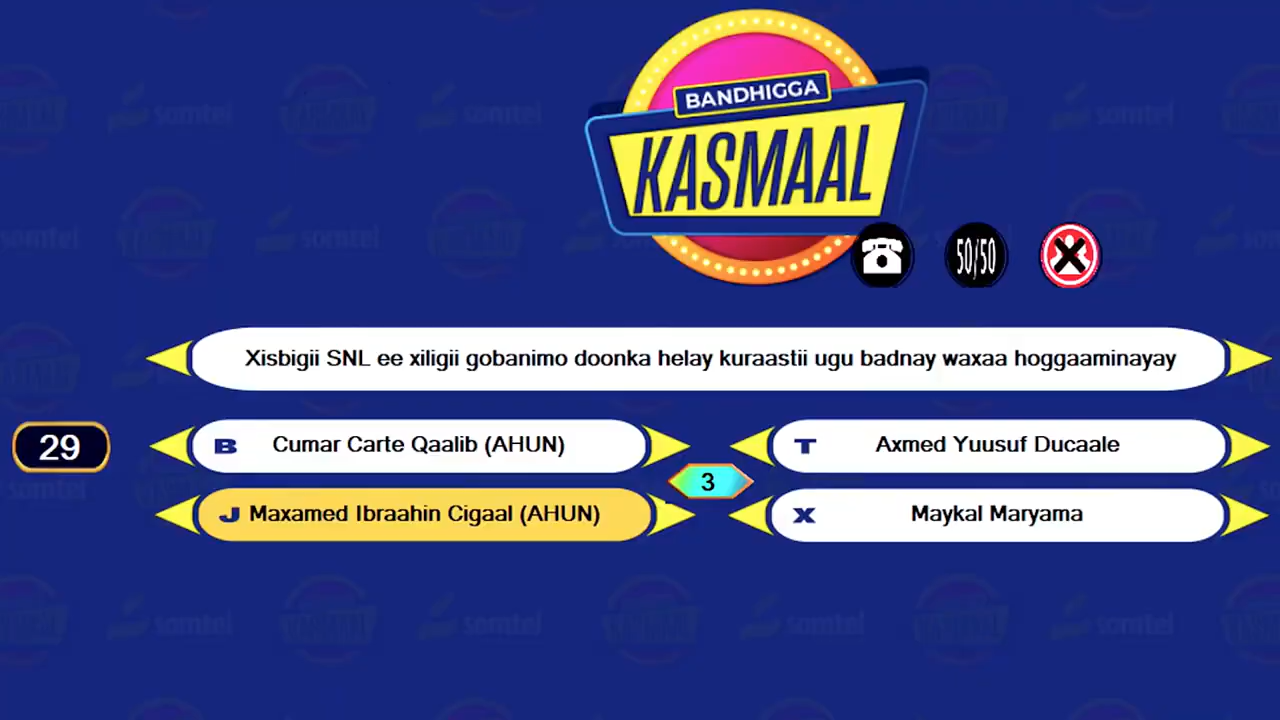 BANDHIGGA
KASMAAL
50/50
Xisbigii SNL ee xiligii gobanimo doonka helay kuraastii ugu badnay waxaa hoggaaminayay
29
B Cumar Carte Qaalib (AHUN)
T Axmed Yuusuf Ducaale
3
J Maxamed Ibraahin Cigaal (AHUN)
X Maykal Maryama
somtel